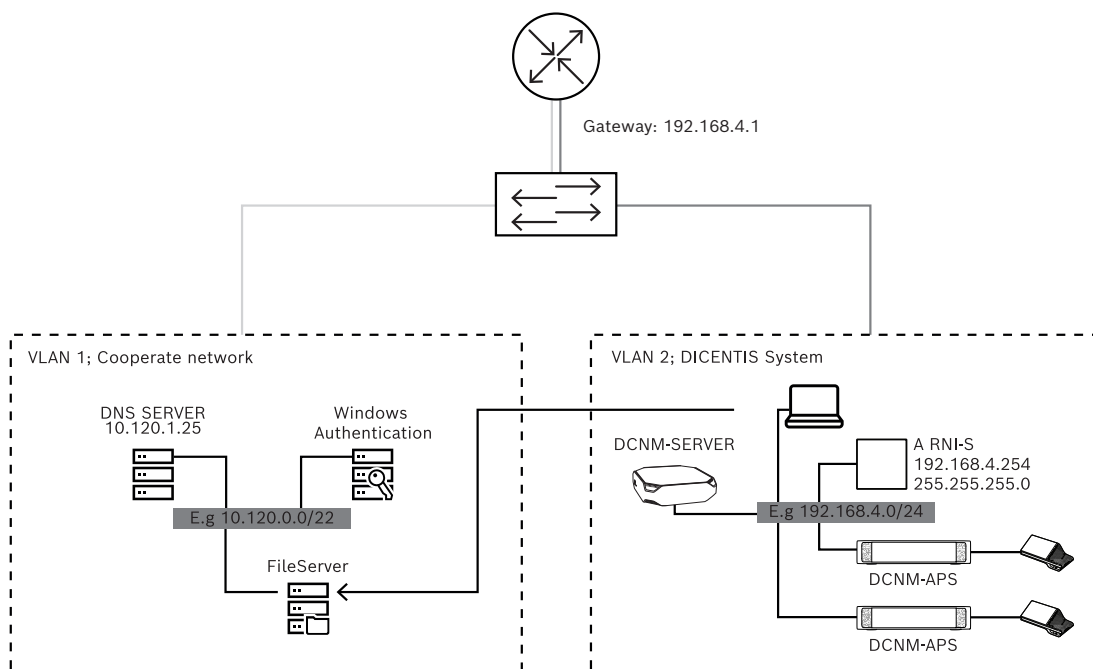 Gateway: 192.168.4.1
VLAN 1; Cooperate network
DNS SERVER
10.120.1.25
Windows
Authentication
E.g 10.120.0.0/22
FileServer
VLAN 2; DICENTIS System
DCNM-SERVER
A RNI-S
192.168.4.254
255.255.255.0
E.g 192.168.4.0/24
DCNM-APS
DCNM-APS